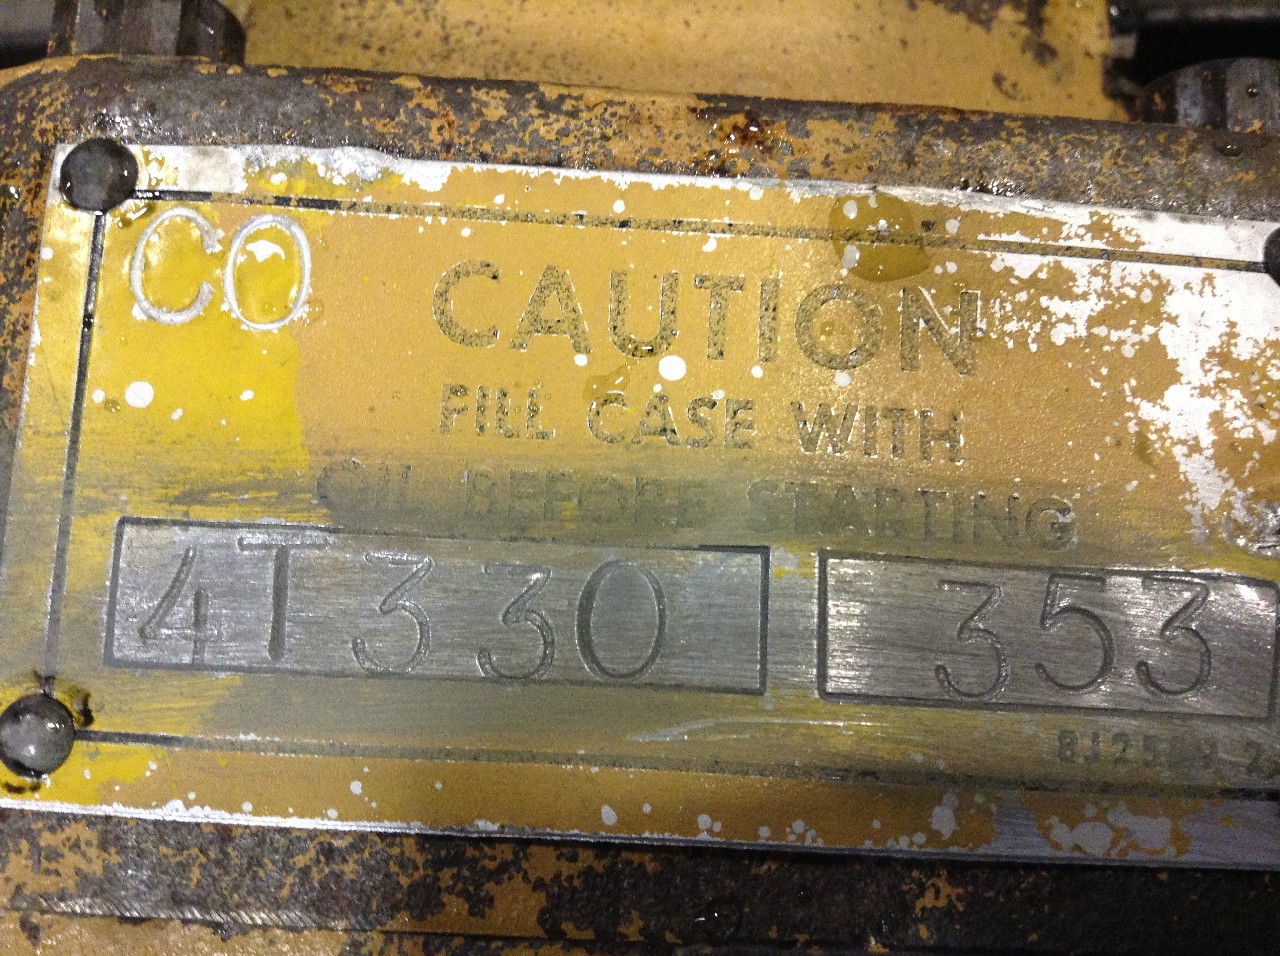 CO
CAUTION
FILL CASE WITH
OIL BEFORE STARTING
4T330 353